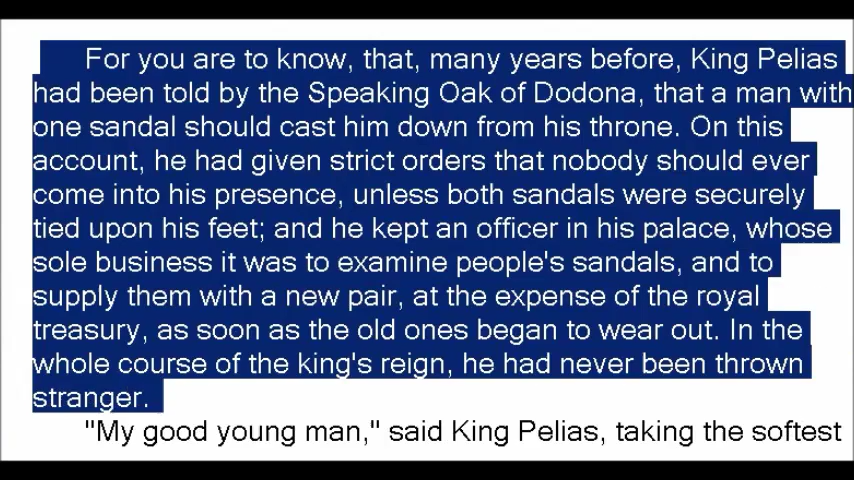 For you are to know, that, many years before, King Pelias
had been told by the Speaking Oak of Dodona, that a man with
one sandal should cast him down from his throne. On this
account, he had given strict orders that nobody should ever
come into his presence, unless both sandals were securely
tied upon his feet; and he kept an officer in his palace, whose
sole business it was to examine people's sandals, and to
supply them with a new pair, at the expense of the royal
treasury, as soon as the old ones began to wear out. In the
whole course of the king's reign, he had never been thrown
stranger.
"My good young man," said King Pelias, taking the softest